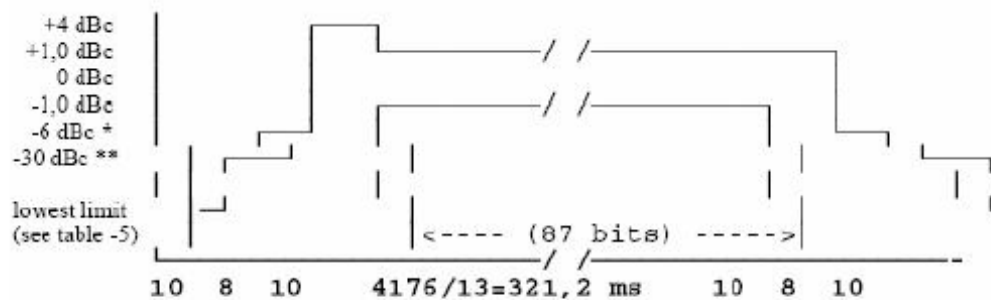 +4 dBc
+1,0 dBc
0 dBc
-1,0 dBc
-6 dBc *
-30 dBc **
lowest limit
(see table -5)
<---- (87 bits) ----->
10 8 10 4176/13=321,2 ms 10 8 10